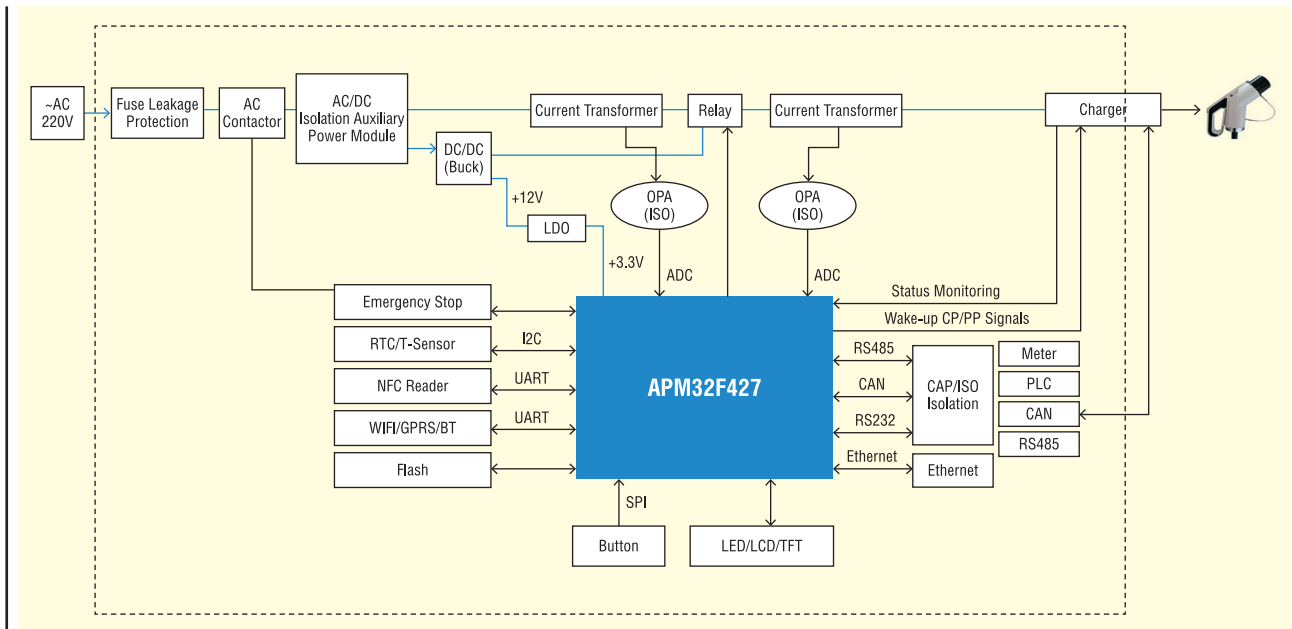 ~AC
220V
Fuse Leakage
Protection
AC
Contactor
AC/DC
Isolation Auxiliary
Power Module
Current Transformer
Relay
Current Transformer
Charger
DC/DC
(Buck)
+12V
LDO
+3.3V
OPA
(ISO)
ADC
OPA
(ISO)
ADC
Status Monitoring
Wake-up CP/PP Signals
Emergency Stop
RTC/T-Sensor
I2C
NFC Reader
UART
WIFI/GPRS/BT
UART
Flash
APM32F427
RS485
CAN
RS232
Ethernet
CAP/ISO
Isolation
Ethernet
Meter
PLC
CAN
RS485
SPI
Button
LED/LCD/TFT